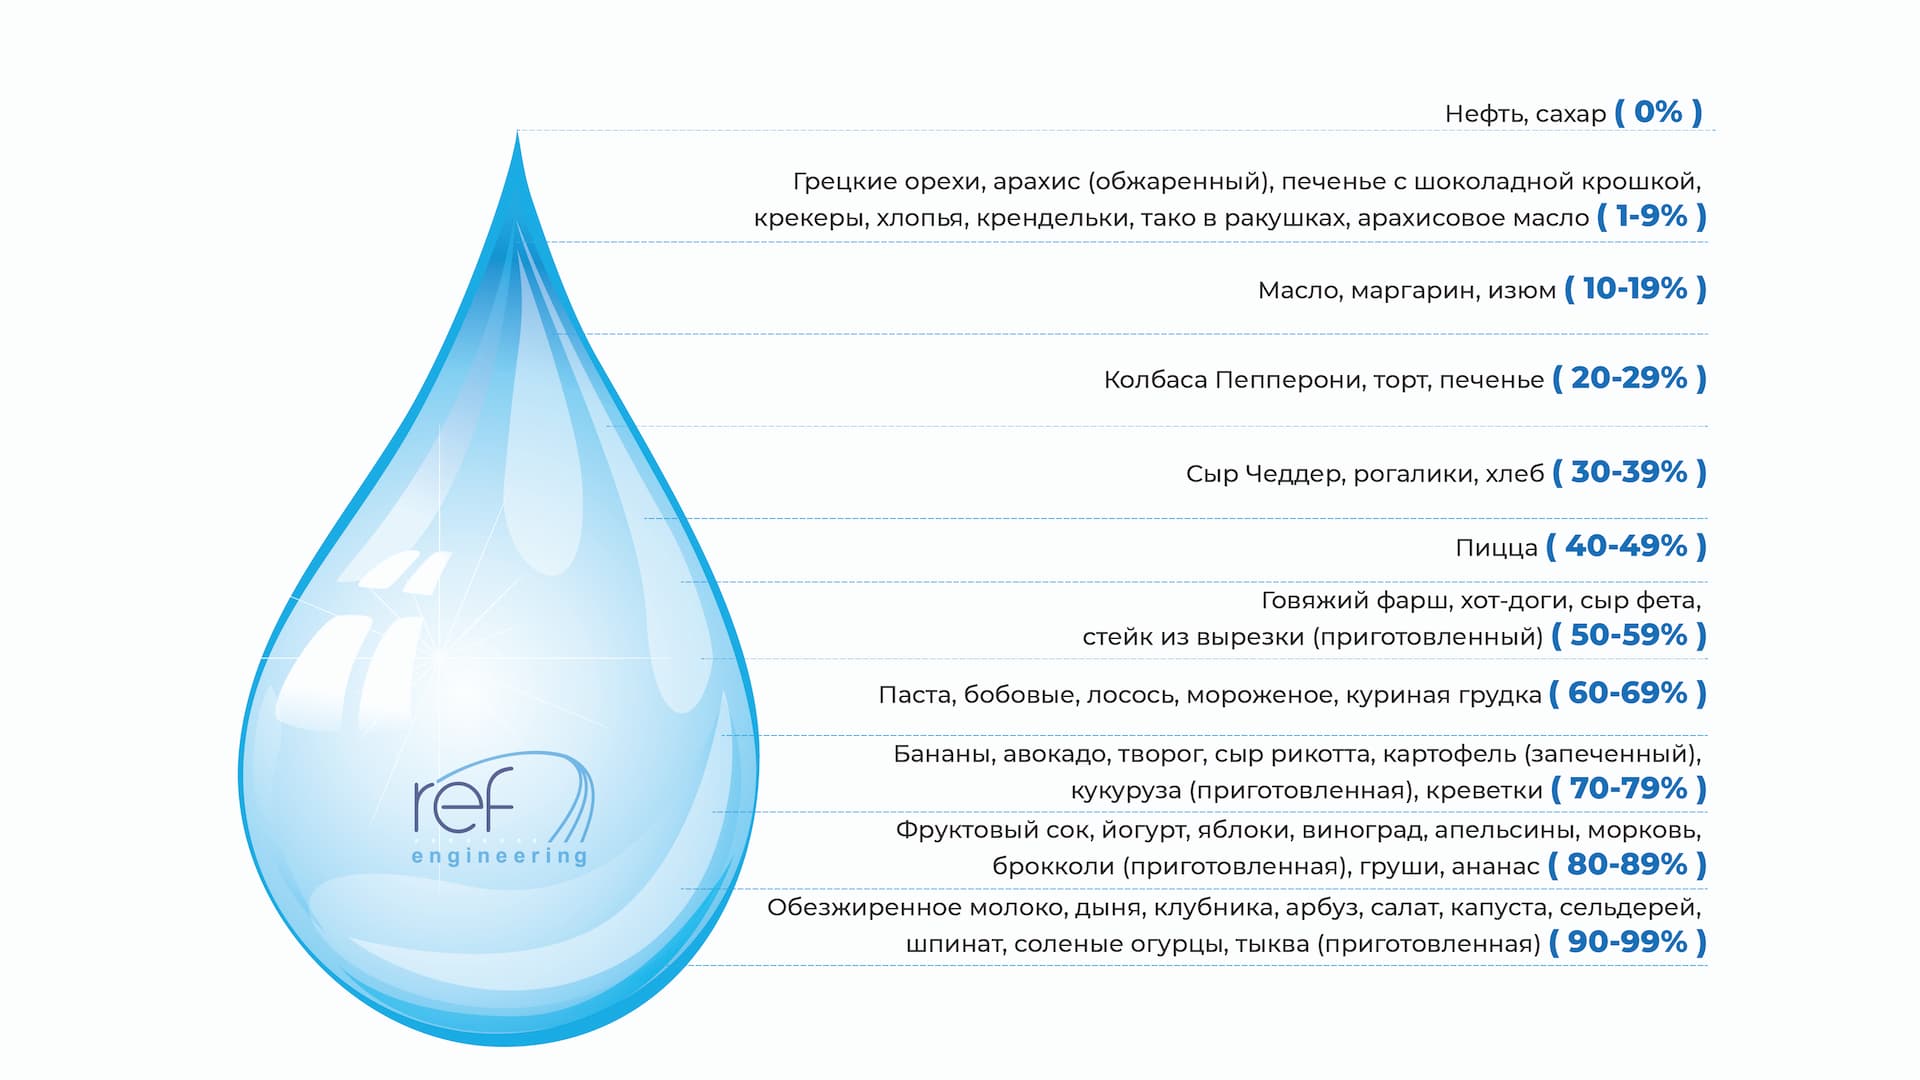 Нефть, сахар ( 0% )
Грецкие орехи, арахис (обжаренный), печенье с шоколадной крошкой,
крекеры, хлопья, крендельки, тако в ракушках, арахисовое масло ( 1-9% )
Масло, маргарин, изюм ( 10-19% )
Колбаса Пепперони, торт, печенье ( 20-29% )
Сыр Чеддер, рогалики, хлеб ( 30-39% )
Пицца ( 40-49% )
Говяжий фарш, хот-доги, сыр фета,
стейк из вырезки (приготовленный) ( 50-59% )
Паста, бобовые, лосось, мороженое, куриная грудка ( 60-69% )
Бананы, авокадо, творог, сыр рикотта, картофель (запеченный),
кукуруза (приготовленная), креветки ( 70-79% )
Фруктовый сок, йогурт, яблоки, виноград, апельсины, морковь,
брокколи (приготовленная), груши, ананас ( 80-89% )
Обезжиренное молоко, дыня, клубника, арбуз, салат, капуста, сельдерей,
шпинат, соленые огурцы, тыква (приготовленная) ( 90-99% )
ref
engineering